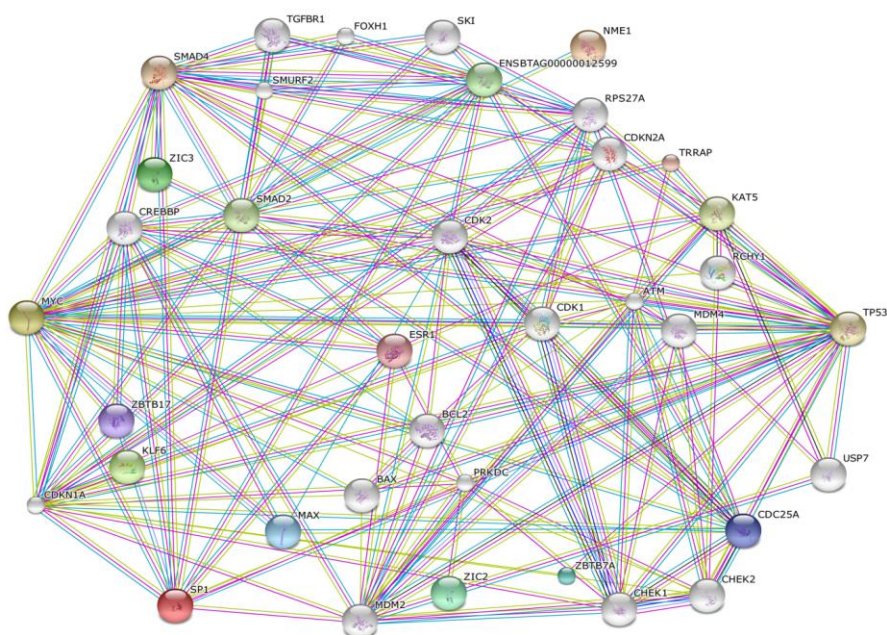 TGFBR1
FOXH1
SKI
NME1
SMAD4
ENSBTAG00000012599
SMURF2
RPS27A
CDKN2A
TRRAP
ZIC3
KAT5
CREBBP
SMAD2
CDK2
RCHY1
MYC
ATM
CDK1
MDM4
TP53
ESR1
ZBTB17
BCL2
KLF6
USP7
CDKN1A
BAX
PRKDC
MAX
CDC25A
ZBTB7A
SP1
ZIC2
CHEK2
MDM2
CHEK1